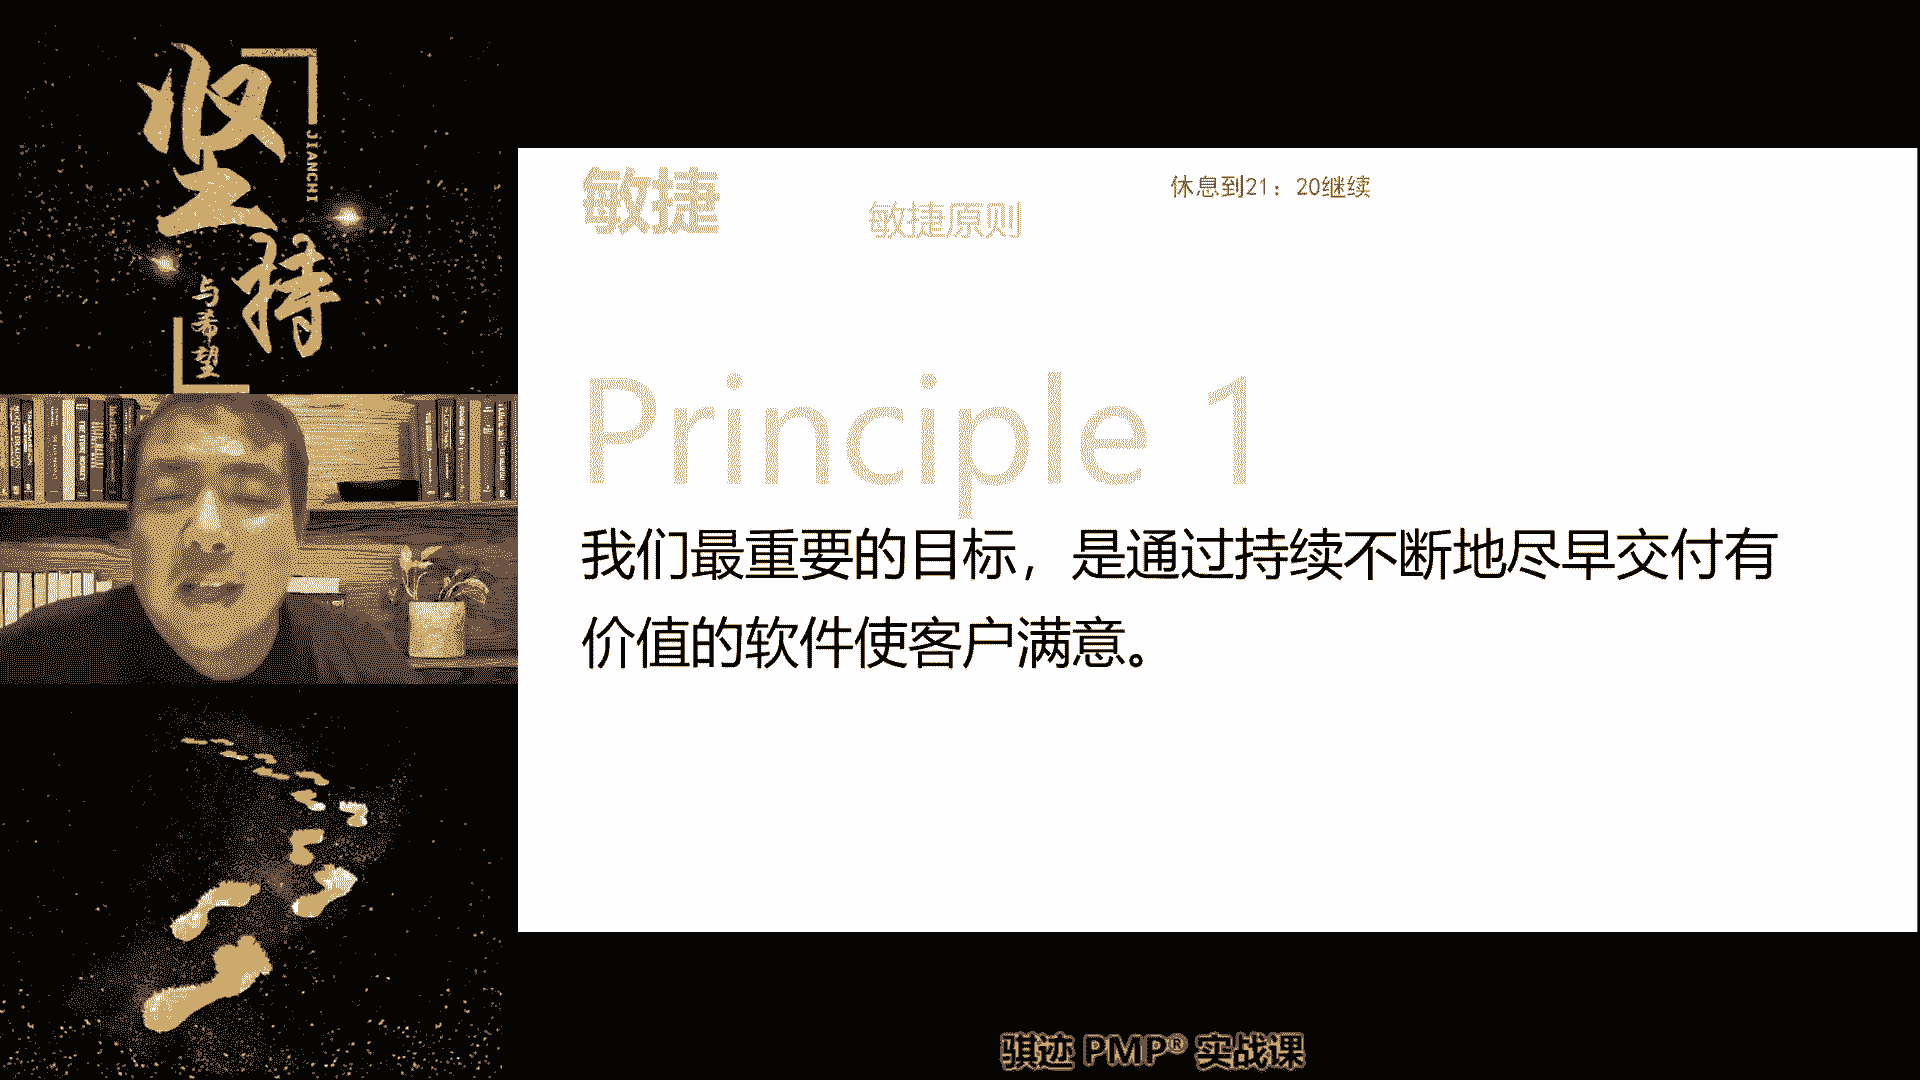 坚持
JIANCHI
与希望
敏捷
敏捷原则
休息到21：20继续
Principle 1
我们最重要的目标，是通过持续不断地尽早交付有
价值的软件使客户满意。
骐迹 PMP® 实战课